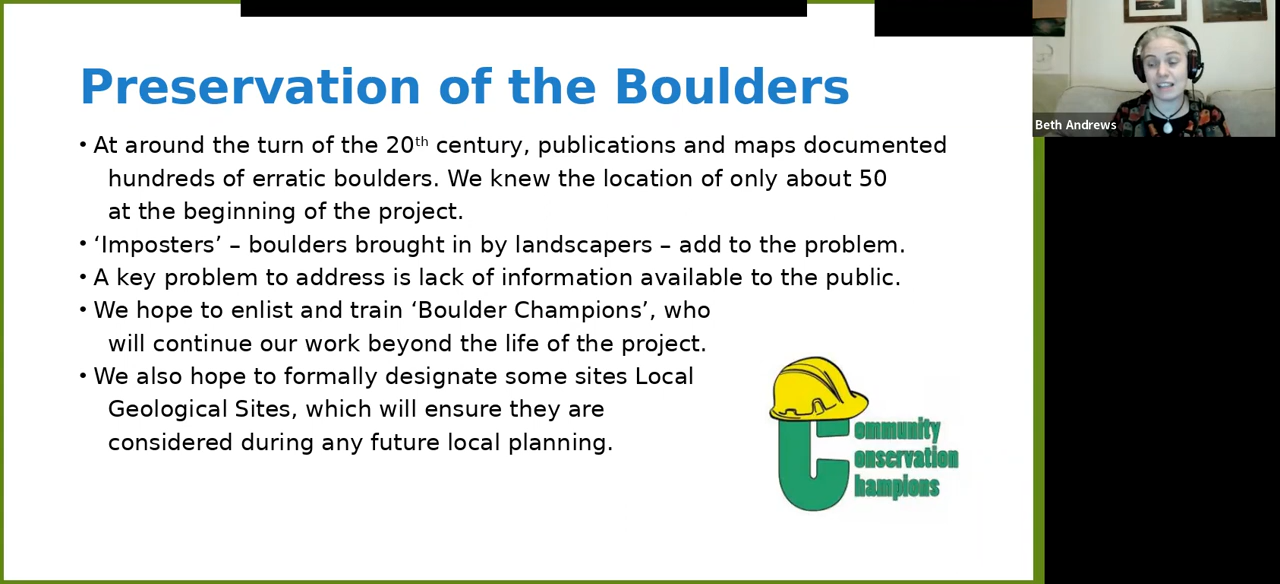 Preservation of the Boulders
• At around the turn of the 20th century, publications and maps documented
hundreds of erratic boulders. We knew the location of only about 50
at the beginning of the project.
• ‘Imposters’ – boulders brought in by landscapers – add to the problem.
• A key problem to address is lack of information available to the public.
• We hope to enlist and train ‘Boulder Champions’, who
will continue our work beyond the life of the project.
• We also hope to formally designate some sites Local
Geological Sites, which will ensure they are
considered during any future local planning.
Community
Conservation
Champions
Beth Andrews